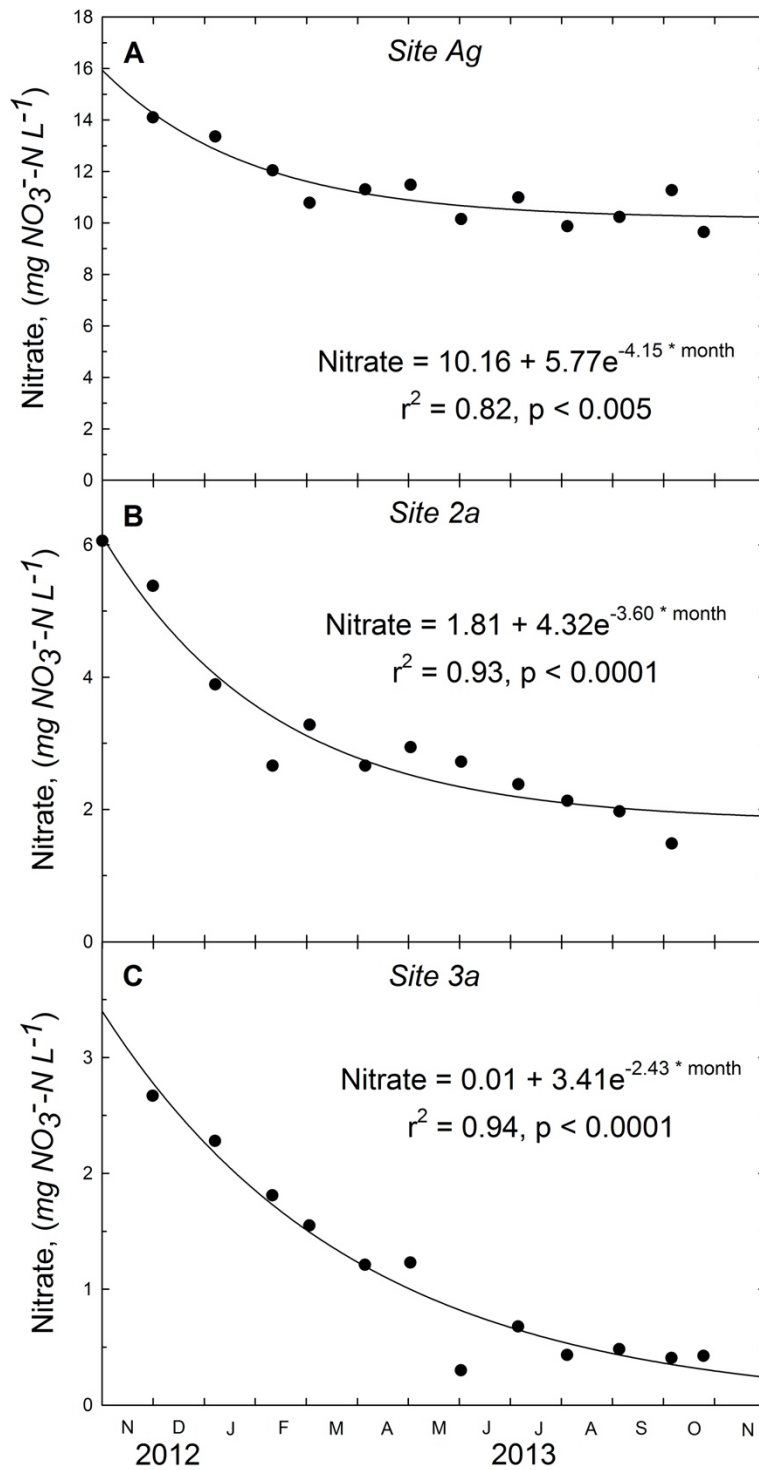 A Site Ag
18
16
14
12
10
8
6
4
2
0
Nitrate, (mg NO3⁻-N L⁻¹)
Nitrate = 10.16 + 5.77e^-4.15 * month
r² = 0.82, p < 0.005
B Site 2a
6
4
2
0
Nitrate, (mg NO3⁻-N L⁻¹)
Nitrate = 1.81 + 4.32e^-3.60 * month
r² = 0.93, p < 0.0001
C Site 3a
3
2
1
0
Nitrate, (mg NO3⁻-N L⁻¹)
Nitrate = 0.01 + 3.41e^-2.43 * month
r² = 0.94, p < 0.0001
N D J F M A M J J A S O N
2012 2013